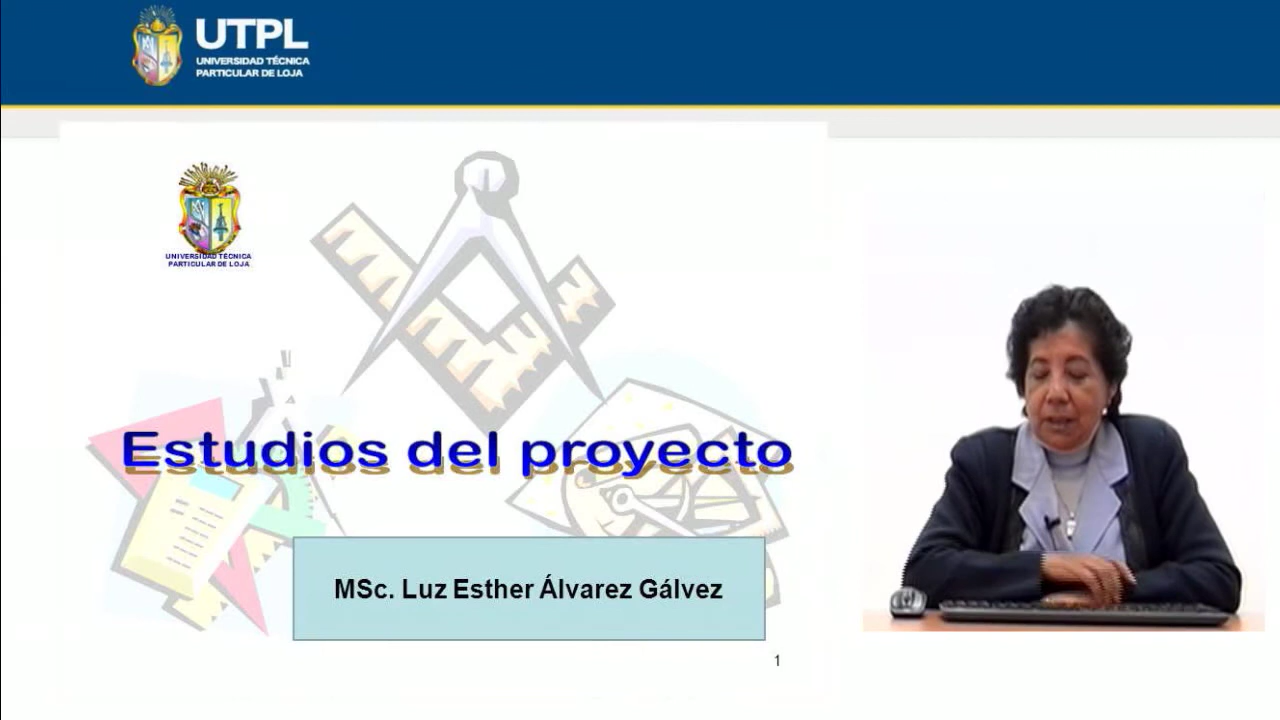 UTPL
UNIVERSIDAD TÉCNICA
PARTICULAR DE LOJA
UNIVERSIDAD TÉCNICA
PARTICULAR DE LOJA
Estudios del proyecto
MSc. Luz Esther Álvarez Gálvez
1